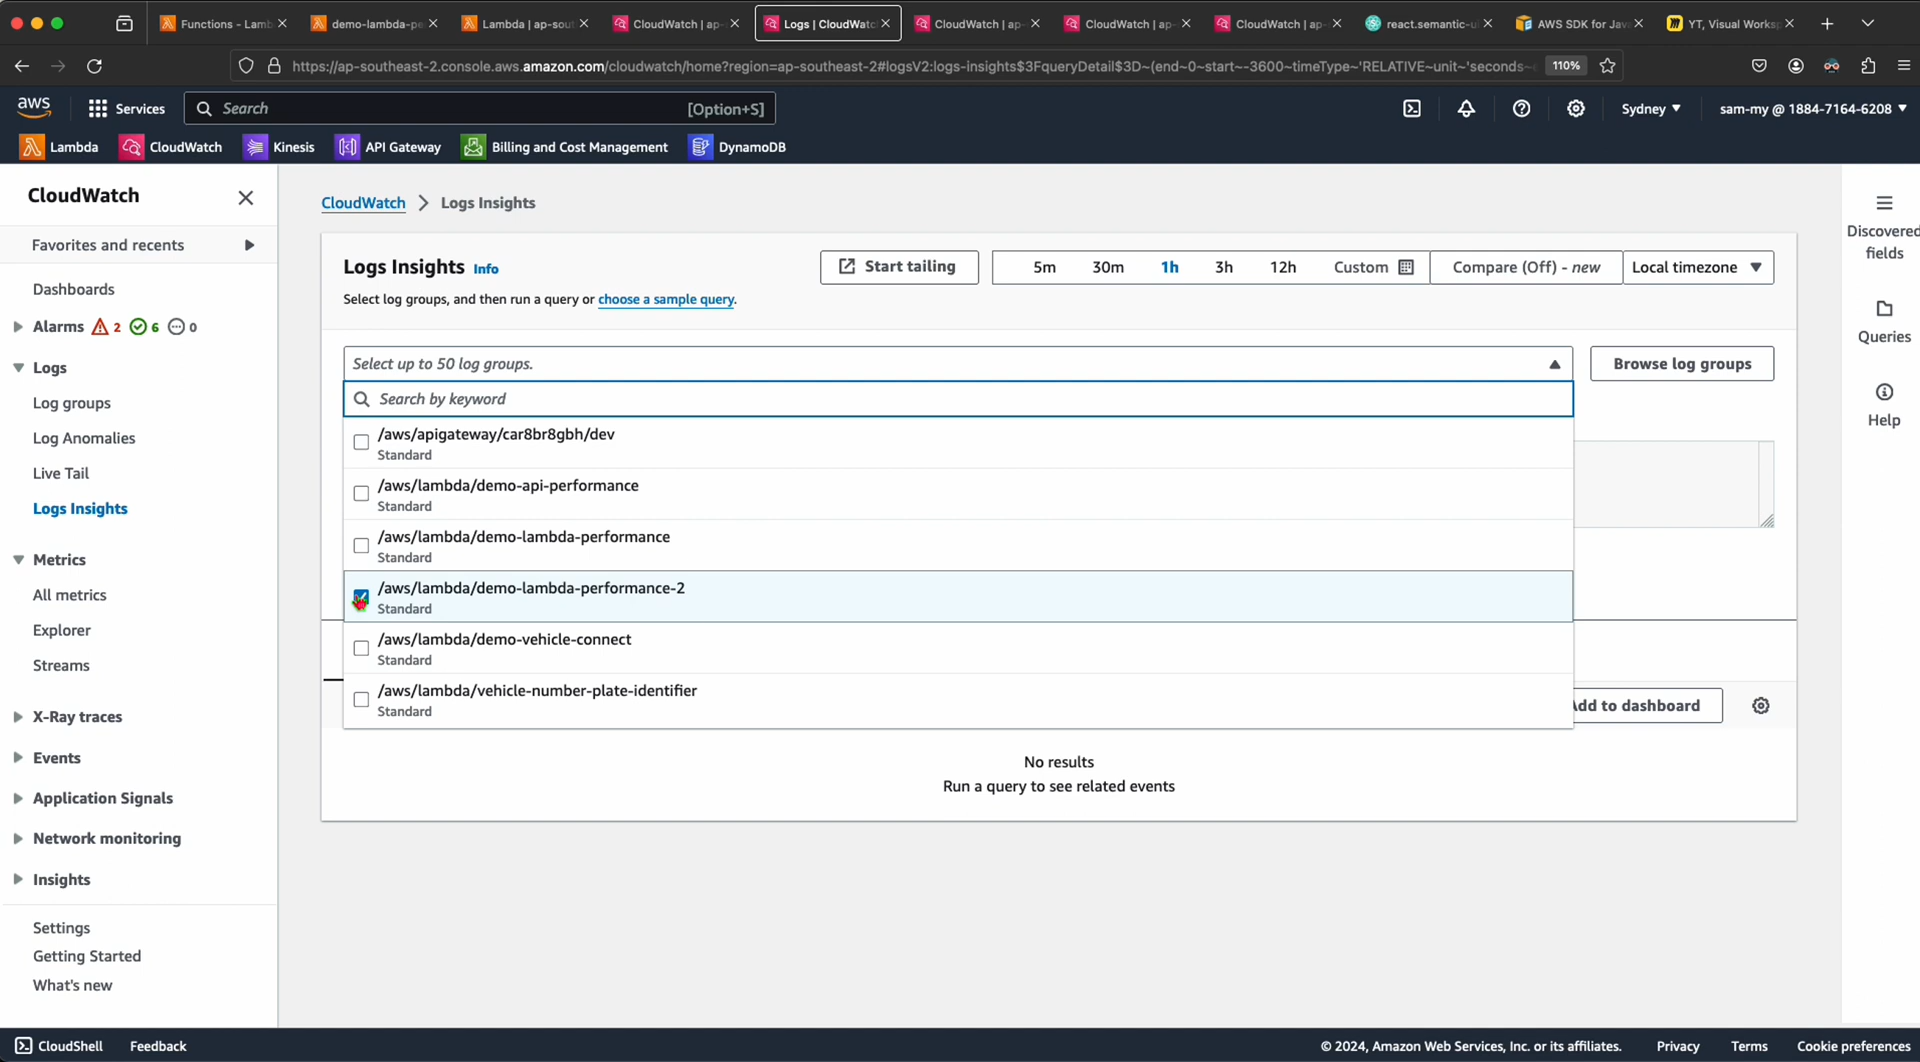 Functions - Lamb
demo-lambda-pe
Lambda | ap-sout
CloudWatch | ap-
Logs | CloudWatc
CloudWatch | ap-
CloudWatch | ap-
CloudWatch | ap-
react.semantic-u
AWS SDK for Java
YT, Visual Worksp
https://ap-southeast-2.console.aws.amazon.com/cloudwatch/home?region=ap-southeast-2#logsV2:logs-insights$3FqueryDetail$3D~(end~0~start~-3600~timeType~'RELATIVE~unit~'seconds~
110%
aws
Services
Search
[Option+S]
Sydney
sam-my @ 1884-7164-6208
Lambda
CloudWatch
Kinesis
API Gateway
Billing and Cost Management
DynamoDB
CloudWatch
Favorites and recents
Dashboards
Alarms 2 6 0
Logs
Log groups
Log Anomalies
Live Tail
Logs Insights
Metrics
All metrics
Explorer
Streams
X-Ray traces
Events
Application Signals
Network monitoring
Insights
Settings
Getting Started
What's new
CloudWatch > Logs Insights
Logs Insights Info
Select log groups, and then run a query or choose a sample query.
Start tailing
5m
30m
1h
3h
12h
Custom
Compare (Off) - new
Local timezone
Select up to 50 log groups.
Browse log groups
Search by keyword
/aws/apigateway/car8br8gbh/dev
Standard
/aws/lambda/demo-api-performance
Standard
/aws/lambda/demo-lambda-performance
Standard
/aws/lambda/demo-lambda-performance-2
Standard
/aws/lambda/demo-vehicle-connect
Standard
/aws/lambda/vehicle-number-plate-identifier
Standard
Add to dashboard
No results
Run a query to see related events
Discovered
fields
Queries
Help
CloudShell
Feedback
© 2024, Amazon Web Services, Inc. or its affiliates.
Privacy
Terms
Cookie preferences